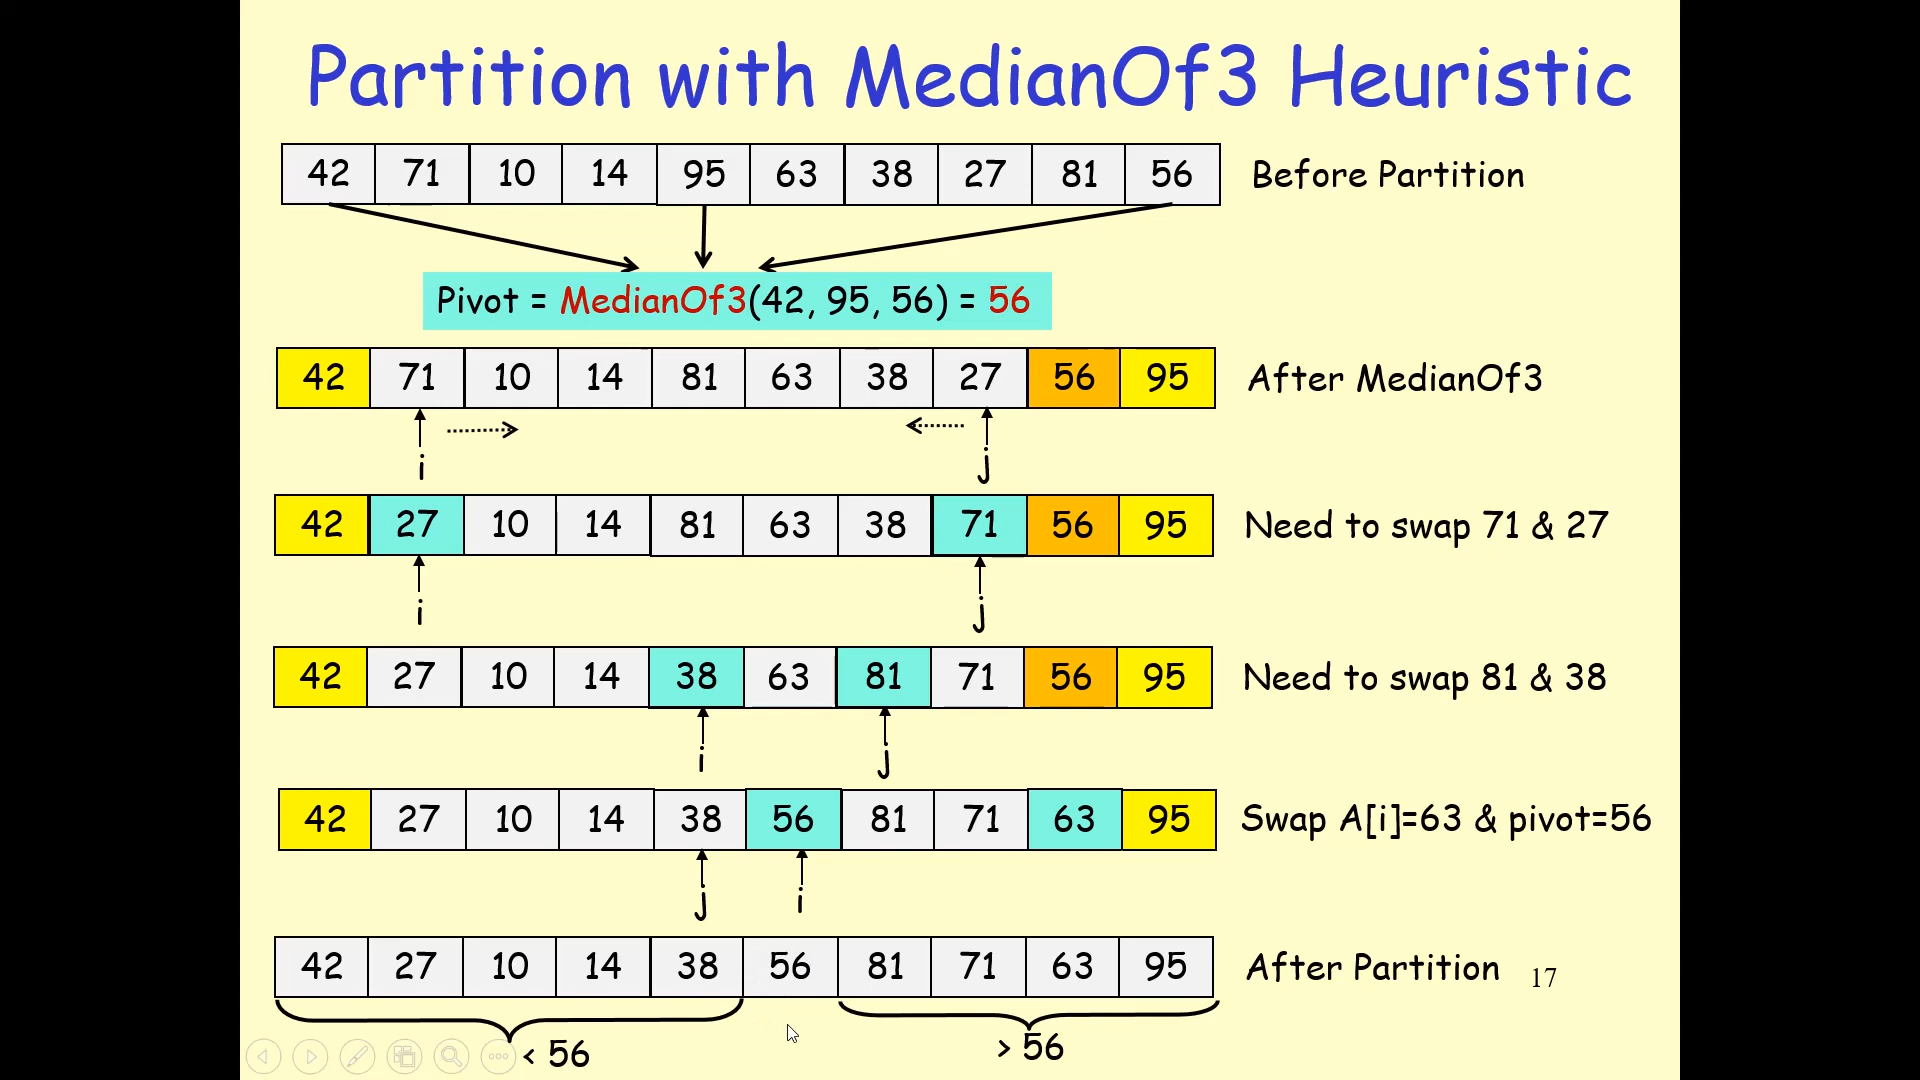 Partition with MedianOf3 Heuristic
42 71 10 14 95 63 38 27 81 56 Before Partition
Pivot = MedianOf3(42, 95, 56) = 56
42 71 10 14 81 63 38 27 56 95 After MedianOf3
i j
42 27 10 14 81 63 38 71 56 95 Need to swap 71 & 27
i j
42 27 10 14 38 63 81 71 56 95 Need to swap 81 & 38
i j
42 27 10 14 38 56 81 71 63 95 Swap A[i]=63 & pivot=56
j i
42 27 10 14 38 56 81 71 63 95 After Partition 17
< 56 > 56